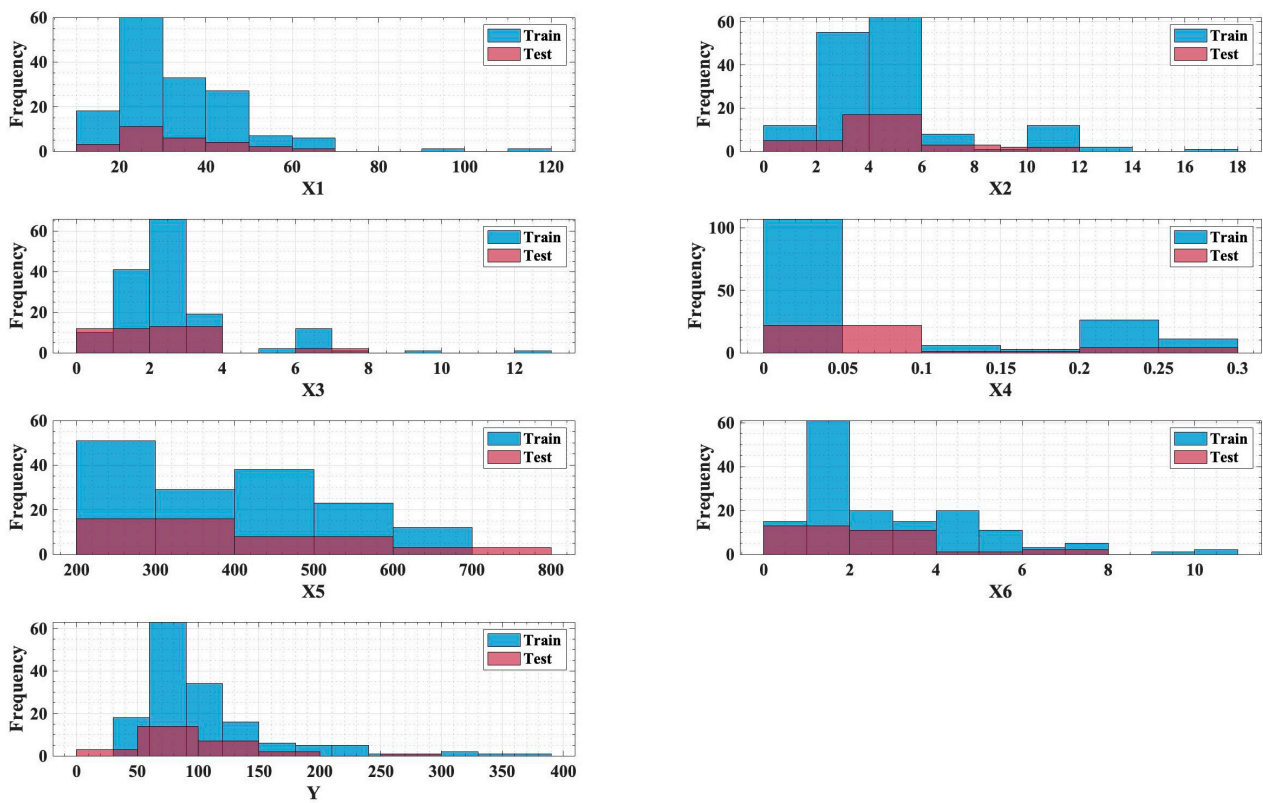 60
40
20
0
Frequency
Train
Test
20 40 60 80 100 120
X1
60
40
20
0
Frequency
Train
Test
0 2 4 6 8 10 12 14 16 18
X2
60
40
20
0
Frequency
Train
Test
0 2 4 6 8 10 12
X3
100
50
0
Frequency
Train
Test
0 0.05 0.1 0.15 0.2 0.25 0.3
X4
60
40
20
0
Frequency
Train
Test
200 300 400 500 600 700 800
X5
60
40
20
0
Frequency
Train
Test
0 2 4 6 8 10
X6
60
40
20
0
Frequency
Train
Test
0 50 100 150 200 250 300 350 400
Y